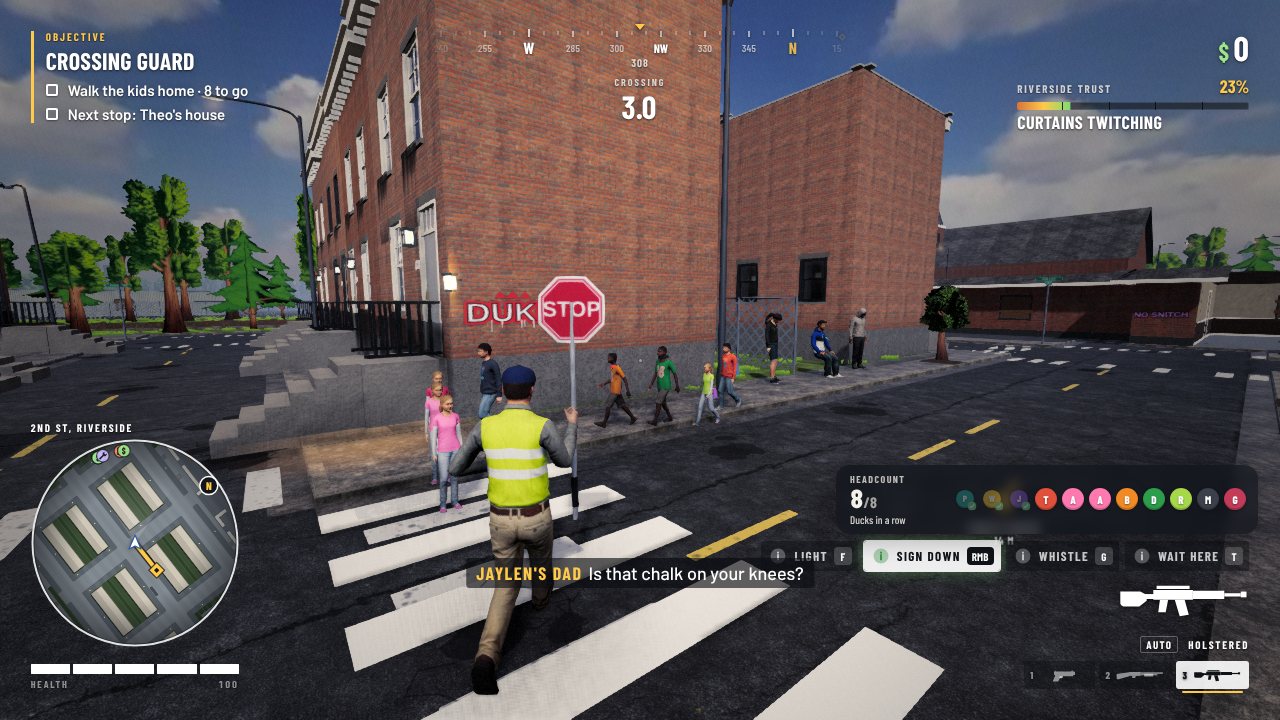 OBJECTIVE
CROSSING GUARD
Walk the kids home · 8 to go
Next stop: Theo's house
255 W 285 300 NW 330 345 N 15
308
CROSSING
3.0
$ 0
RIVERSIDE TRUST 23%
CURTAINS TWITCHING
DUK
STOP
NO SNITCH!
2ND ST, RIVERSIDE
N
$
HEADCOUNT
8/8
Ducks in a row
P W J T A A B D R M G
LIGHT F
SIGN DOWN RMB
WHISTLE G
WAIT HERE T
JAYLEN'S DAD Is that chalk on your knees?
AUTO HOLSTERED
1 2 3
HEALTH 100